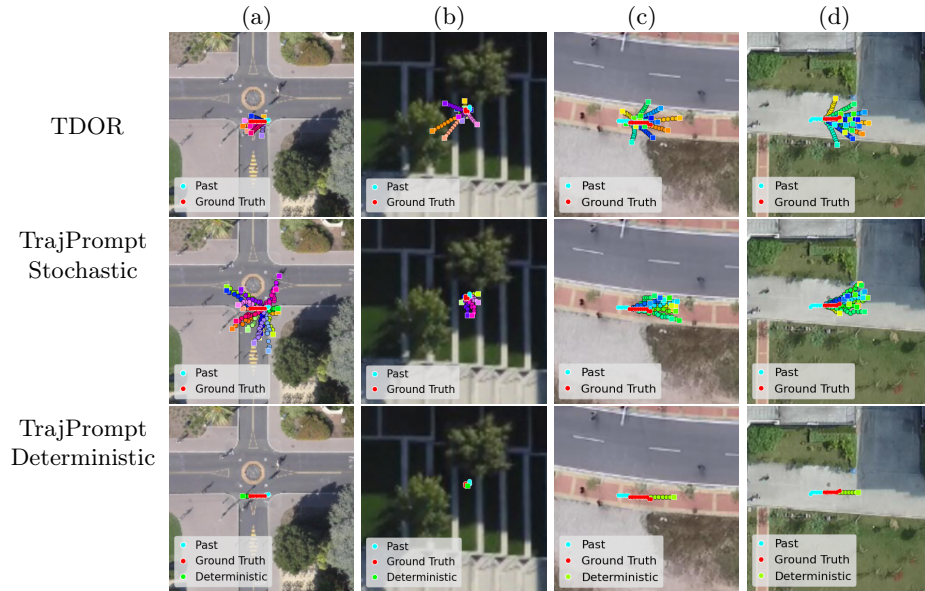 (a) (b) (c) (d)
TDOR
Past Past Past Past
Ground Truth Ground Truth Ground Truth Ground Truth
TrajPrompt
Stochastic
Past Past Past Past
Ground Truth Ground Truth Ground Truth Ground Truth
TrajPrompt
Deterministic
Past Past Past Past
Ground Truth Ground Truth Ground Truth Ground Truth
Deterministic Deterministic Deterministic Deterministic